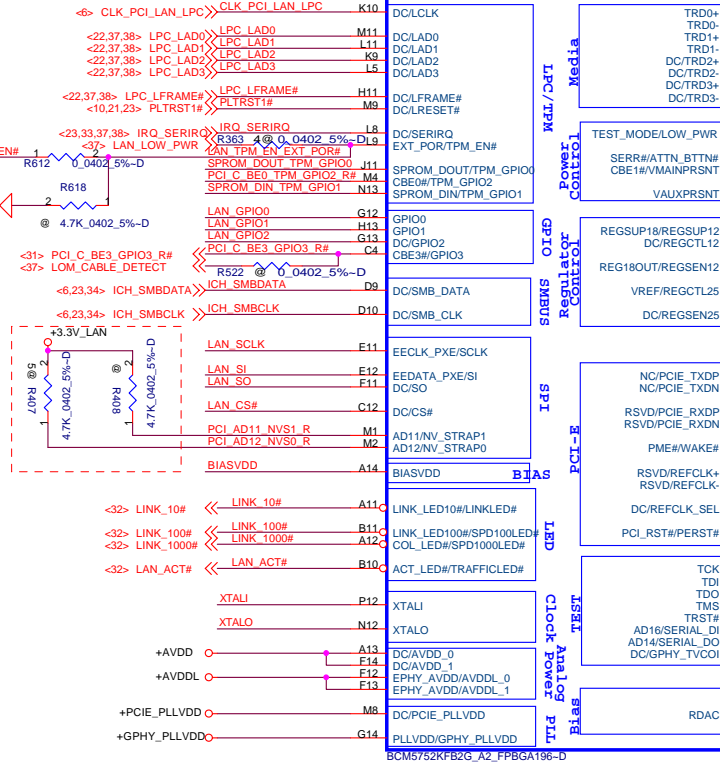 <6> CLK_PCI_LAN_LPC CLK_PCI_LAN_LPC K10 DC/LCLK
<22,37,38> LPC_LAD0 LPC_LAD0 M11 DC/LAD0
<22,37,38> LPC_LAD1 LPC_LAD1 L11 DC/LAD1
<22,37,38> LPC_LAD2 LPC_LAD2 K9 DC/LAD2
<22,37,38> LPC_LAD3 LPC_LAD3 L5 DC/LAD3
<22,37,38> LPC_LFRAME# LPC_LFRAME# H11 DC/LFRAME#
<10,21,23> PLTRST1# PLTRST1# M9 DC/LRESET#
LPC/TPM
<23,33,37,38> IRQ_SERIRQ IRQ_SERIRQ L8 DC/SERIRQ
<37> LAN_LOW_PWR R363 4@ 0_0402_5%~D L9 EXT_POR/TPM_EN#
EN# 1 2 LAN_TPM_EN_EXT_POR#
R612 0_0402_5%~D
SPROM_DOUT_TPM_GPIO0 J11 SPROM_DOUT/TPM_GPIO0
PCI_C_BE0_TPM_GPIO2_R# M4 CBE0#/TPM_GPIO2
SPROM_DIN_TPM_GPIO1 N13 SPROM_DIN/TPM_GPIO1
R618
2 1
@ 4.7K_0402_5%~D
LAN_GPIO0 G12 GPIO0
LAN_GPIO1 H13 GPIO1
LAN_GPIO2 G13 DC/GPIO2
<31> PCI_C_BE3_GPIO3_R# PCI_C_BE3_GPIO3_R# C4 CBE3#/GPIO3
GPIO
<37> LOM_CABLE_DETECT R522 @ 0_0402_5%~D
<6,23,34> ICH_SMBDATA ICH_SMBDATA D9 DC/SMB_DATA
<6,23,34> ICH_SMBCLK ICH_SMBCLK D10 DC/SMB_CLK
SMBUS
+3.3V_LAN
5@ R407 2 1 4.7K_0402_5%~D
@ R408 2 1 4.7K_0402_5%~D
LAN_SCLK E11 EECLK_PXE/SCLK
LAN_SI E12 EEDATA_PXE/SI
LAN_SO F11 DC/SO
LAN_CS# C12 DC/CS#
SPI
PCI_AD11_NVS1_R M1 AD11/NV_STRAP1
PCI_AD12_NVS0_R M2 AD12/NV_STRAP0
BIASVDD A14 BIASVDD BIAS
<32> LINK_10# LINK_10# A11 LINK_LED10#/LINKLED#
<32> LINK_100# LINK_100# B11 LINK_LED100#/SPD100LED#
<32> LINK_1000# LINK_1000# A12 COL_LED#/SPD1000LED#
<32> LAN_ACT# LAN_ACT# B10 ACT_LED#/TRAFFICLED#
LED
XTALI P12 XTALI
XTALO N12 XTALO
Clock
+AVDD A13 DC/AVDD_0
F14 DC/AVDD_1
+AVDDL F12 EPHY_AVDD/AVDDL_0
F13 EPHY_AVDD/AVDDL_1
Analog Power
+PCIE_PLLVDD M8 DC/PCIE_PLLVDD
+GPHY_PLLVDD G14 PLLVDD/GPHY_PLLVDD
PLL
BCM5752KFB2G_A2_FPBGA196~D
Media
TRD0+
TRD0-
TRD1+
TRD1-
DC/TRD2+
DC/TRD2-
DC/TRD3+
DC/TRD3-
Power Control
TEST_MODE/LOW_PWR
SERR#/ATTN_BTTN#
CBE1#/VMAINPRSNT
VAUXPRSNT
Regulator Control
REGSUP18/REGSUP12
DC/REGCTL12
REG18OUT/REGSEN12
VREF/REGCTL25
DC/REGSEN25
PCI-E
NC/PCIE_TXDP
NC/PCIE_TXDN
RSVD/PCIE_RXDP
RSVD/PCIE_RXDN
PME#/WAKE#
RSVD/REFCLK+
RSVD/REFCLK-
DC/REFCLK_SEL
PCI_RST#/PERST#
TEST
TCK
TDI
TDO
TMS
TRST#
AD16/SERIAL_DI
AD14/SERIAL_DO
DC/GPHY_TVCOI
Bias
RDAC